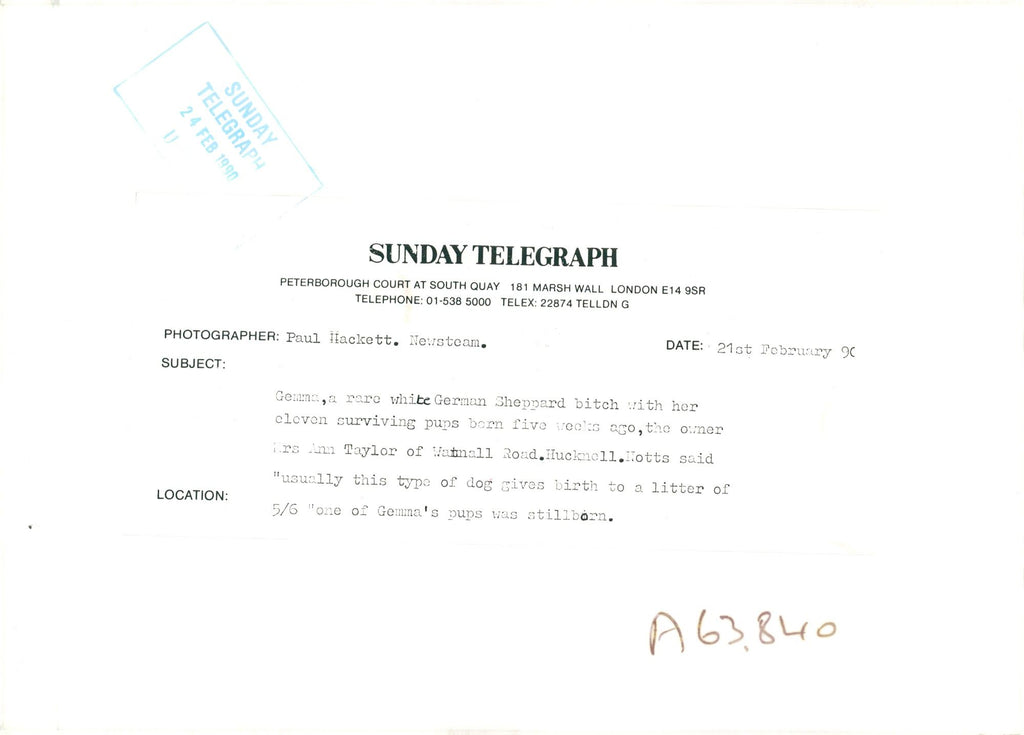 SUNDAY
TELEGRAPH
24 FEB 1990
SUNDAY TELEGRAPH
PETERBOROUGH COURT AT SOUTH QUAY 181 MARSH WALL LONDON E14 9SR
TELEPHONE: 01-538 5000 TELEX: 22874 TELLDN G
PHOTOGRAPHER: Paul Hackett. Newsteam.
DATE: 21st February 90
SUBJECT:
Gemma,a rare white German Sheppard bitch with her
eleven surviving pups born five weeks ago,the owner
Mrs Ann Taylor of Watnall Road.Hucknell.Notts said
"usually this type of dog gives birth to a litter of
LOCATION:
5/6 "one of Gemma's pups was stillborn.
A63.840